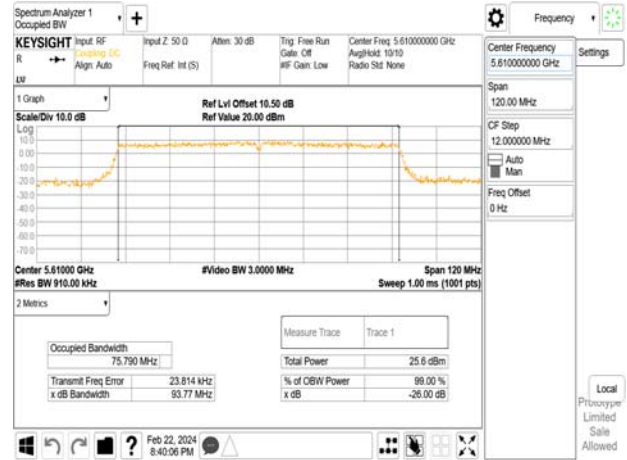 Spectrum Analyzer 1
Occupied BW
+
Frequency
KEYSIGHT
R
LU
Input: RF
Coupling: DC
Align: Auto
Input Z: 50 Ω
Freq Ref: Int (S)
Atten: 30 dB
Trig: Free Run
Gate: Off
#IF Gain: Low
Center Freq: 5.610000000 GHz
Avg|Hold: 10/10
Radio Std: None
Center Frequency
5.610000000 GHz
Settings
Span
120.00 MHz
CF Step
12.000000 MHz
Auto
Man
Freq Offset
0 Hz
1 Graph
Scale/Div 10.0 dB
Ref Lvl Offset 10.50 dB
Ref Value 20.00 dBm
Log
10.0
0.00
-10.0
-20.0
-30.0
-40.0
-50.0
-60.0
-70.0
Center 5.61000 GHz
#Video BW 3.0000 MHz
Span 120 MHz
#Res BW 910.00 kHz
Sweep 1.00 ms (1001 pts)
2 Metrics
Measure Trace Trace 1
Occupied Bandwidth
75.790 MHz
Total Power 25.6 dBm
Transmit Freq Error 23.814 kHz
% of OBW Power 99.00 %
x dB Bandwidth 93.77 MHz
x dB -26.00 dB
Local
Prototype
Limited
Sale
Allowed
?
Feb 22, 2024
8:40:06 PM